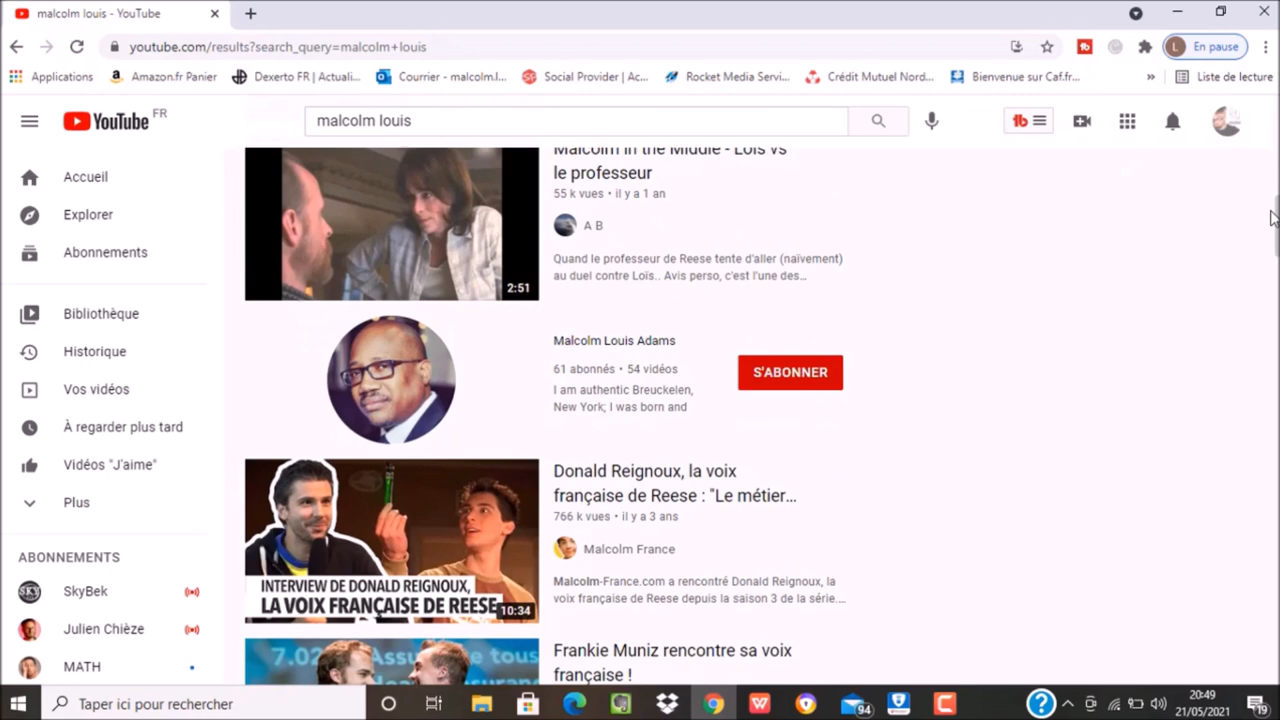 malcolm louis - YouTube
youtube.com/results?search_query=malcolm+louis
En pause
Applications
Amazon.fr Panier
Dexerto FR | Actuali...
Courrier - malcolm.l...
Social Provider | Ac...
Rocket Media Servi...
Crédit Mutuel Nord...
Bienvenue sur Caf.fr...
»
Liste de lecture
YouTube FR
malcolm louis
Accueil
Explorer
Abonnements
Bibliothèque
Historique
Vos vidéos
À regarder plus tard
Vidéos "J'aime"
Plus
ABONNEMENTS
SkyBek
Julien Chièze
MATH
Malcolm in the Middle - Loïs vs
le professeur
55 k vues • il y a 1 an
A B
Quand le professeur de Reese tente d'aller (naïvement)
au duel contre Loïs.. Avis perso, c'est l'une des...
2:51
Malcolm Louis Adams
61 abonnés • 54 vidéos
I am authentic Breuckelen,
New York; I was born and
S'ABONNER
INTERVIEW DE DONALD REIGNOUX,
LA VOIX FRANÇAISE DE REESE
10:34
Donald Reignoux, la voix
française de Reese : "Le métier...
766 k vues • il y a 3 ans
Malcolm France
Malcolm-France.com a rencontré Donald Reignoux, la
voix française de Reese depuis la saison 3 de la série....
Frankie Muniz rencontre sa voix
française !
Taper ici pour rechercher
94
20:49
21/05/2021
19